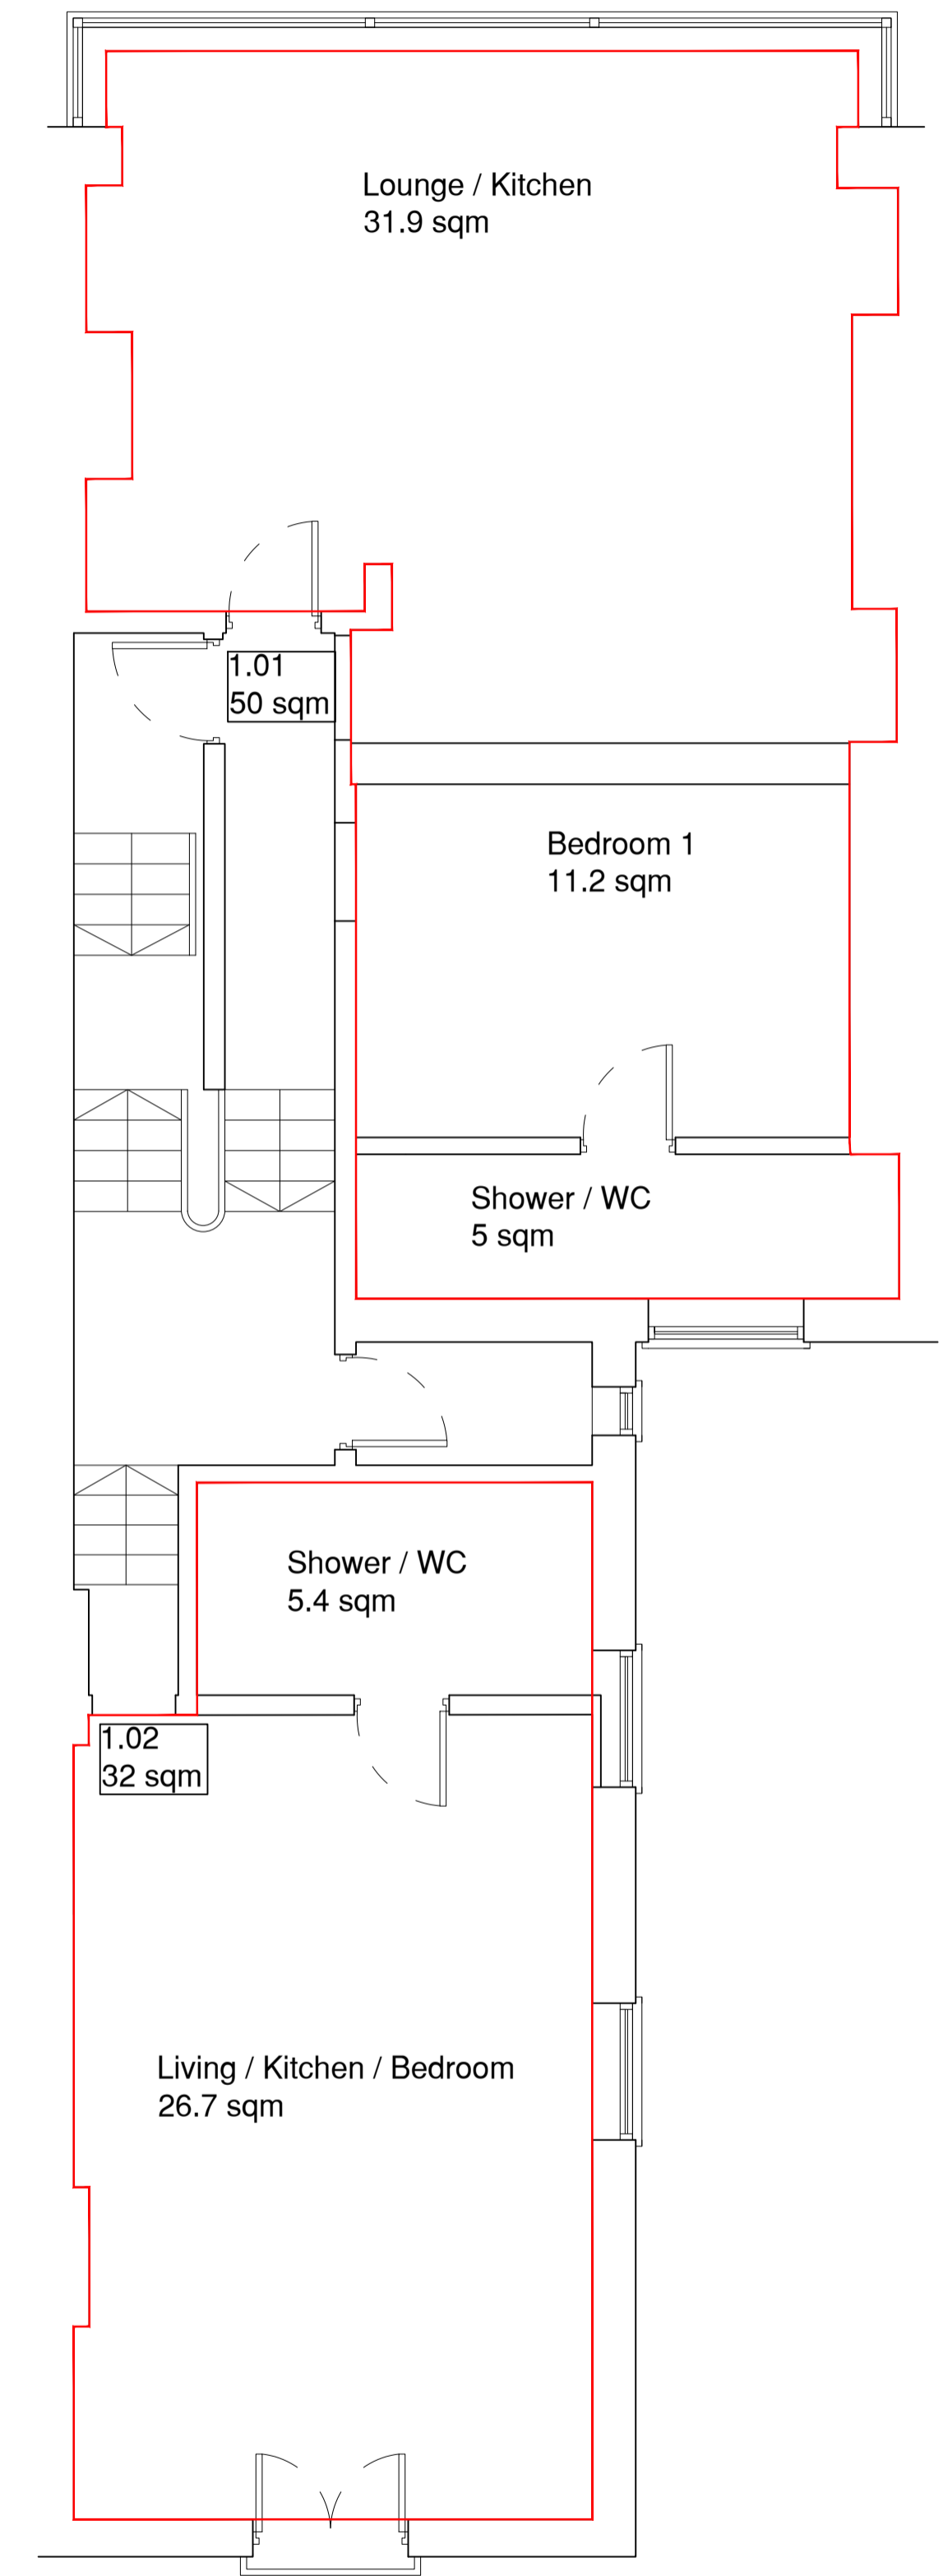 Lounge / Kitchen
31.9 sqm
1.01
50 sqm
Bedroom 1
11.2 sqm
Shower / WC
5 sqm
Shower / WC
5.4 sqm
1.02
32 sqm
Living / Kitchen / Bedroom
26.7 sqm